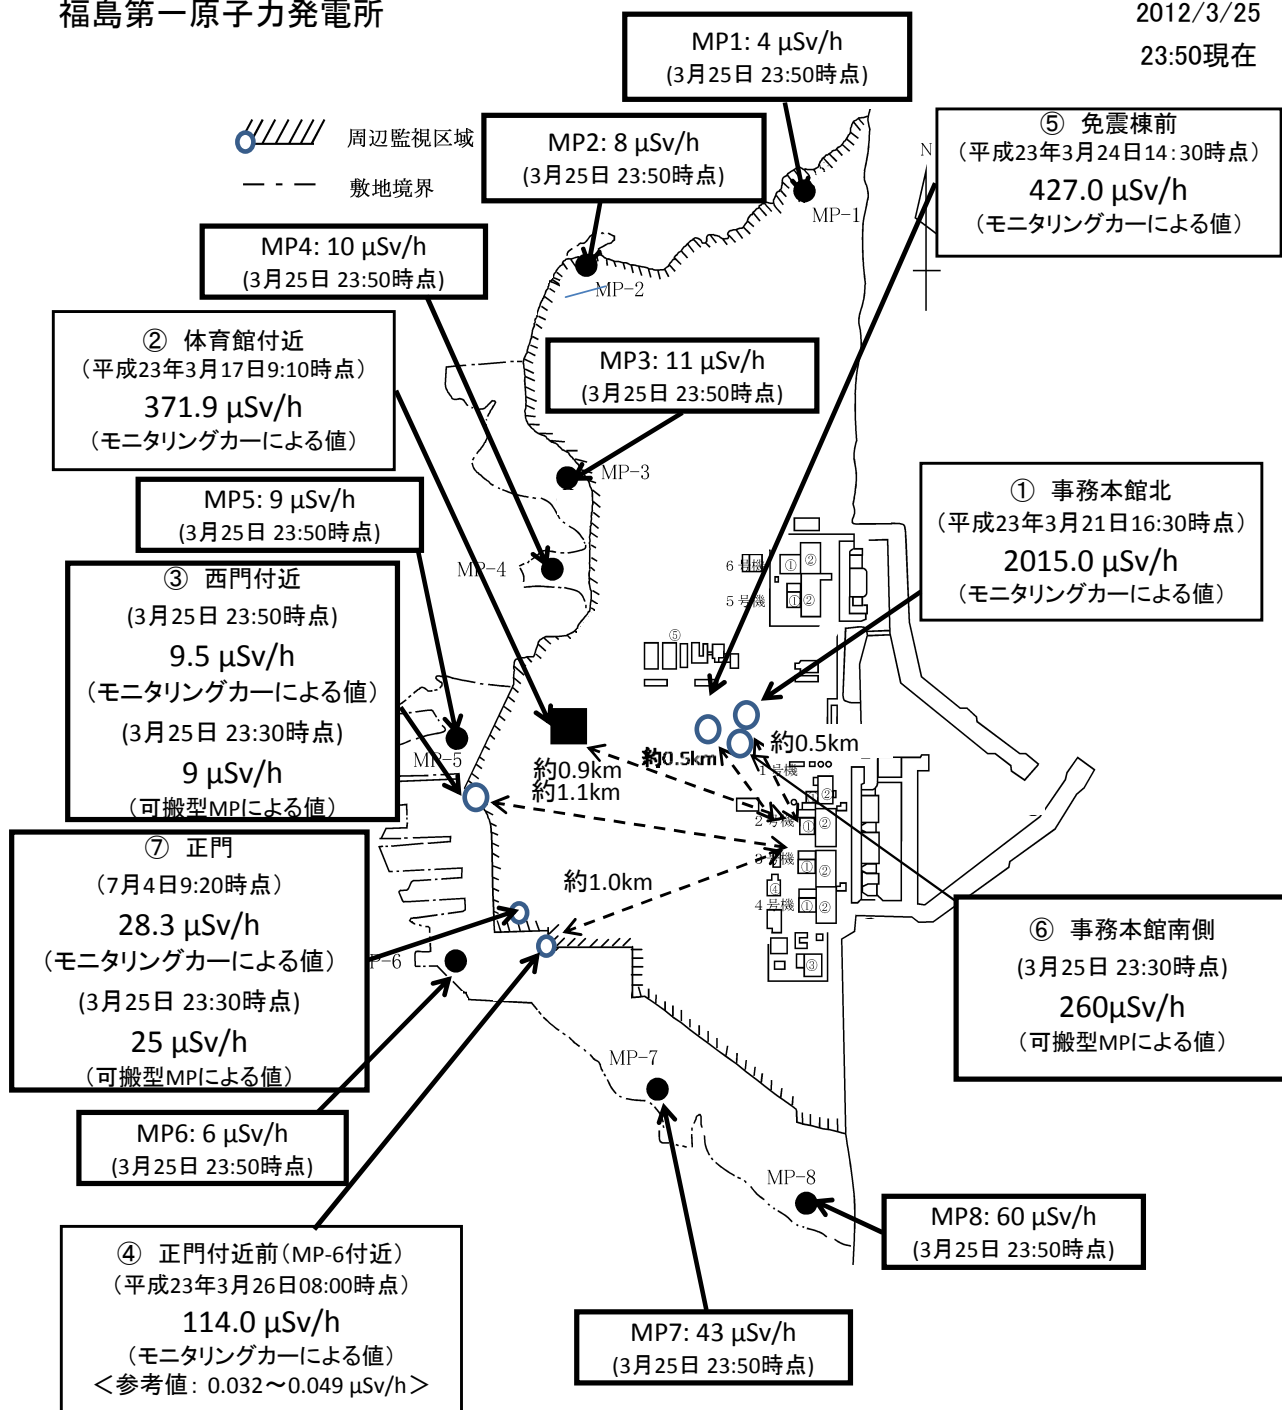 福島第一原子力発電所
2012/3/25
23:50現在
周辺監視区域
敷地境界
MP1: 4 µSv/h
(3月25日 23:50時点)
MP2: 8 µSv/h
(3月25日 23:50時点)
⑤ 免震棟前
(平成23年3月24日14:30時点)
427.0 µSv/h
(モニタリングカーによる値)
N
MP-1
MP4: 10 µSv/h
(3月25日 23:50時点)
MP-2
② 体育館付近
(平成23年3月17日9:10時点)
371.9 µSv/h
(モニタリングカーによる値)
MP3: 11 µSv/h
(3月25日 23:50時点)
MP-3
MP5: 9 µSv/h
(3月25日 23:50時点)
① 事務本館北
(平成23年3月21日16:30時点)
2015.0 µSv/h
(モニタリングカーによる値)
MP-4
6号機
① ②
5号機
① ②
⑤
③ 西門付近
(3月25日 23:50時点)
9.5 µSv/h
(モニタリングカーによる値)
(3月25日 23:30時点)
9 µSv/h
(可搬型MPによる値)
MP-5
約0.9km
約1.1km
約0.5km
約0.5km
1号機
②
2号機
① ②
3号機
①
②
④
4号機
① ②
③
約1.0km
⑦ 正門
(7月4日9:20時点)
28.3 µSv/h
(モニタリングカーによる値)
(3月25日 23:30時点)
25 µSv/h
(可搬型MPによる値)
P-6
⑥ 事務本館南側
(3月25日 23:30時点)
260µSv/h
(可搬型MPによる値)
MP-7
MP6: 6 µSv/h
(3月25日 23:50時点)
MP-8
MP8: 60 µSv/h
(3月25日 23:50時点)
④ 正門付近前(MP-6付近)
(平成23年3月26日08:00時点)
114.0 µSv/h
(モニタリングカーによる値)
<参考値: 0.032～0.049 µSv/h>
MP7: 43 µSv/h
(3月25日 23:50時点)